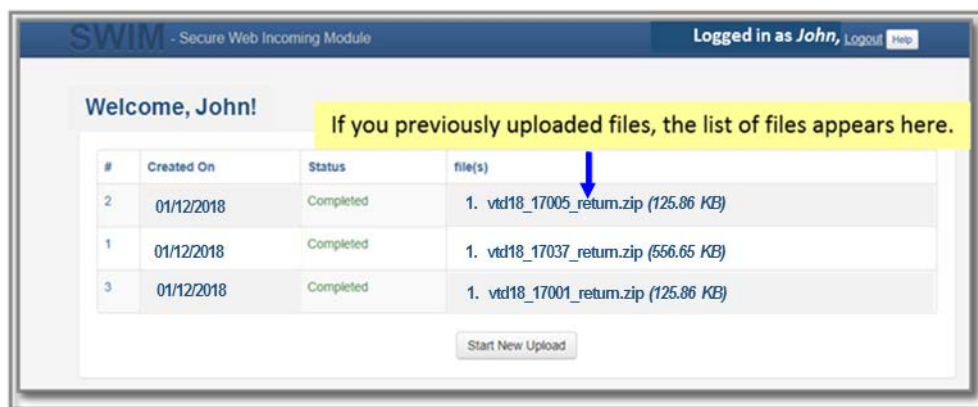 SWIM - Secure Web Incoming Module Logged in as John, Logout Help
Welcome, John!
If you previously uploaded files, the list of files appears here.
# Created On Status file(s)
2 01/12/2018 Completed 1. vtd18_17005_return.zip (125.86 KB)
1 01/12/2018 Completed 1. vtd18_17037_return.zip (556.65 KB)
3 01/12/2018 Completed 1. vtd18_17001_return.zip (125.86 KB)
Start New Upload